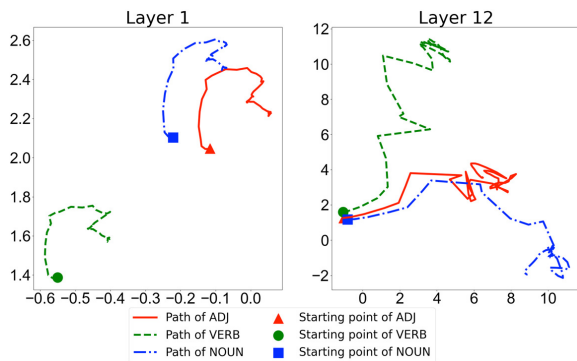 Layer 1
Layer 12
2.6
2.4
2.2
2.0
1.8
1.6
1.4
−0.6 −0.5 −0.4 −0.3 −0.2 −0.1 0.0
12
10
8
6
4
2
0
−2
0 2 4 6 8 10
Path of ADJ
Path of VERB
Path of NOUN
Starting point of ADJ
Starting point of VERB
Starting point of NOUN